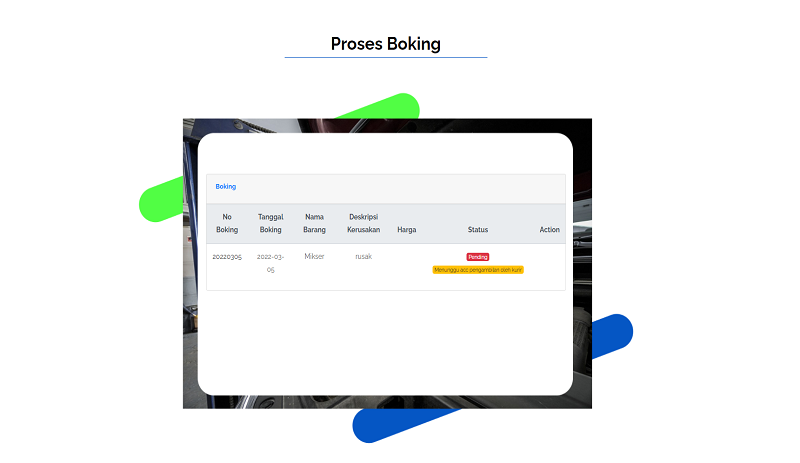 Proses Boking
Boking
No Boking Tanggal Boking Nama Barang Deskripsi Kerusakan Harga Status Action
20220305 2022-03-05 Mikser rusak Pending
Menunggu acc pengambilan oleh kurir